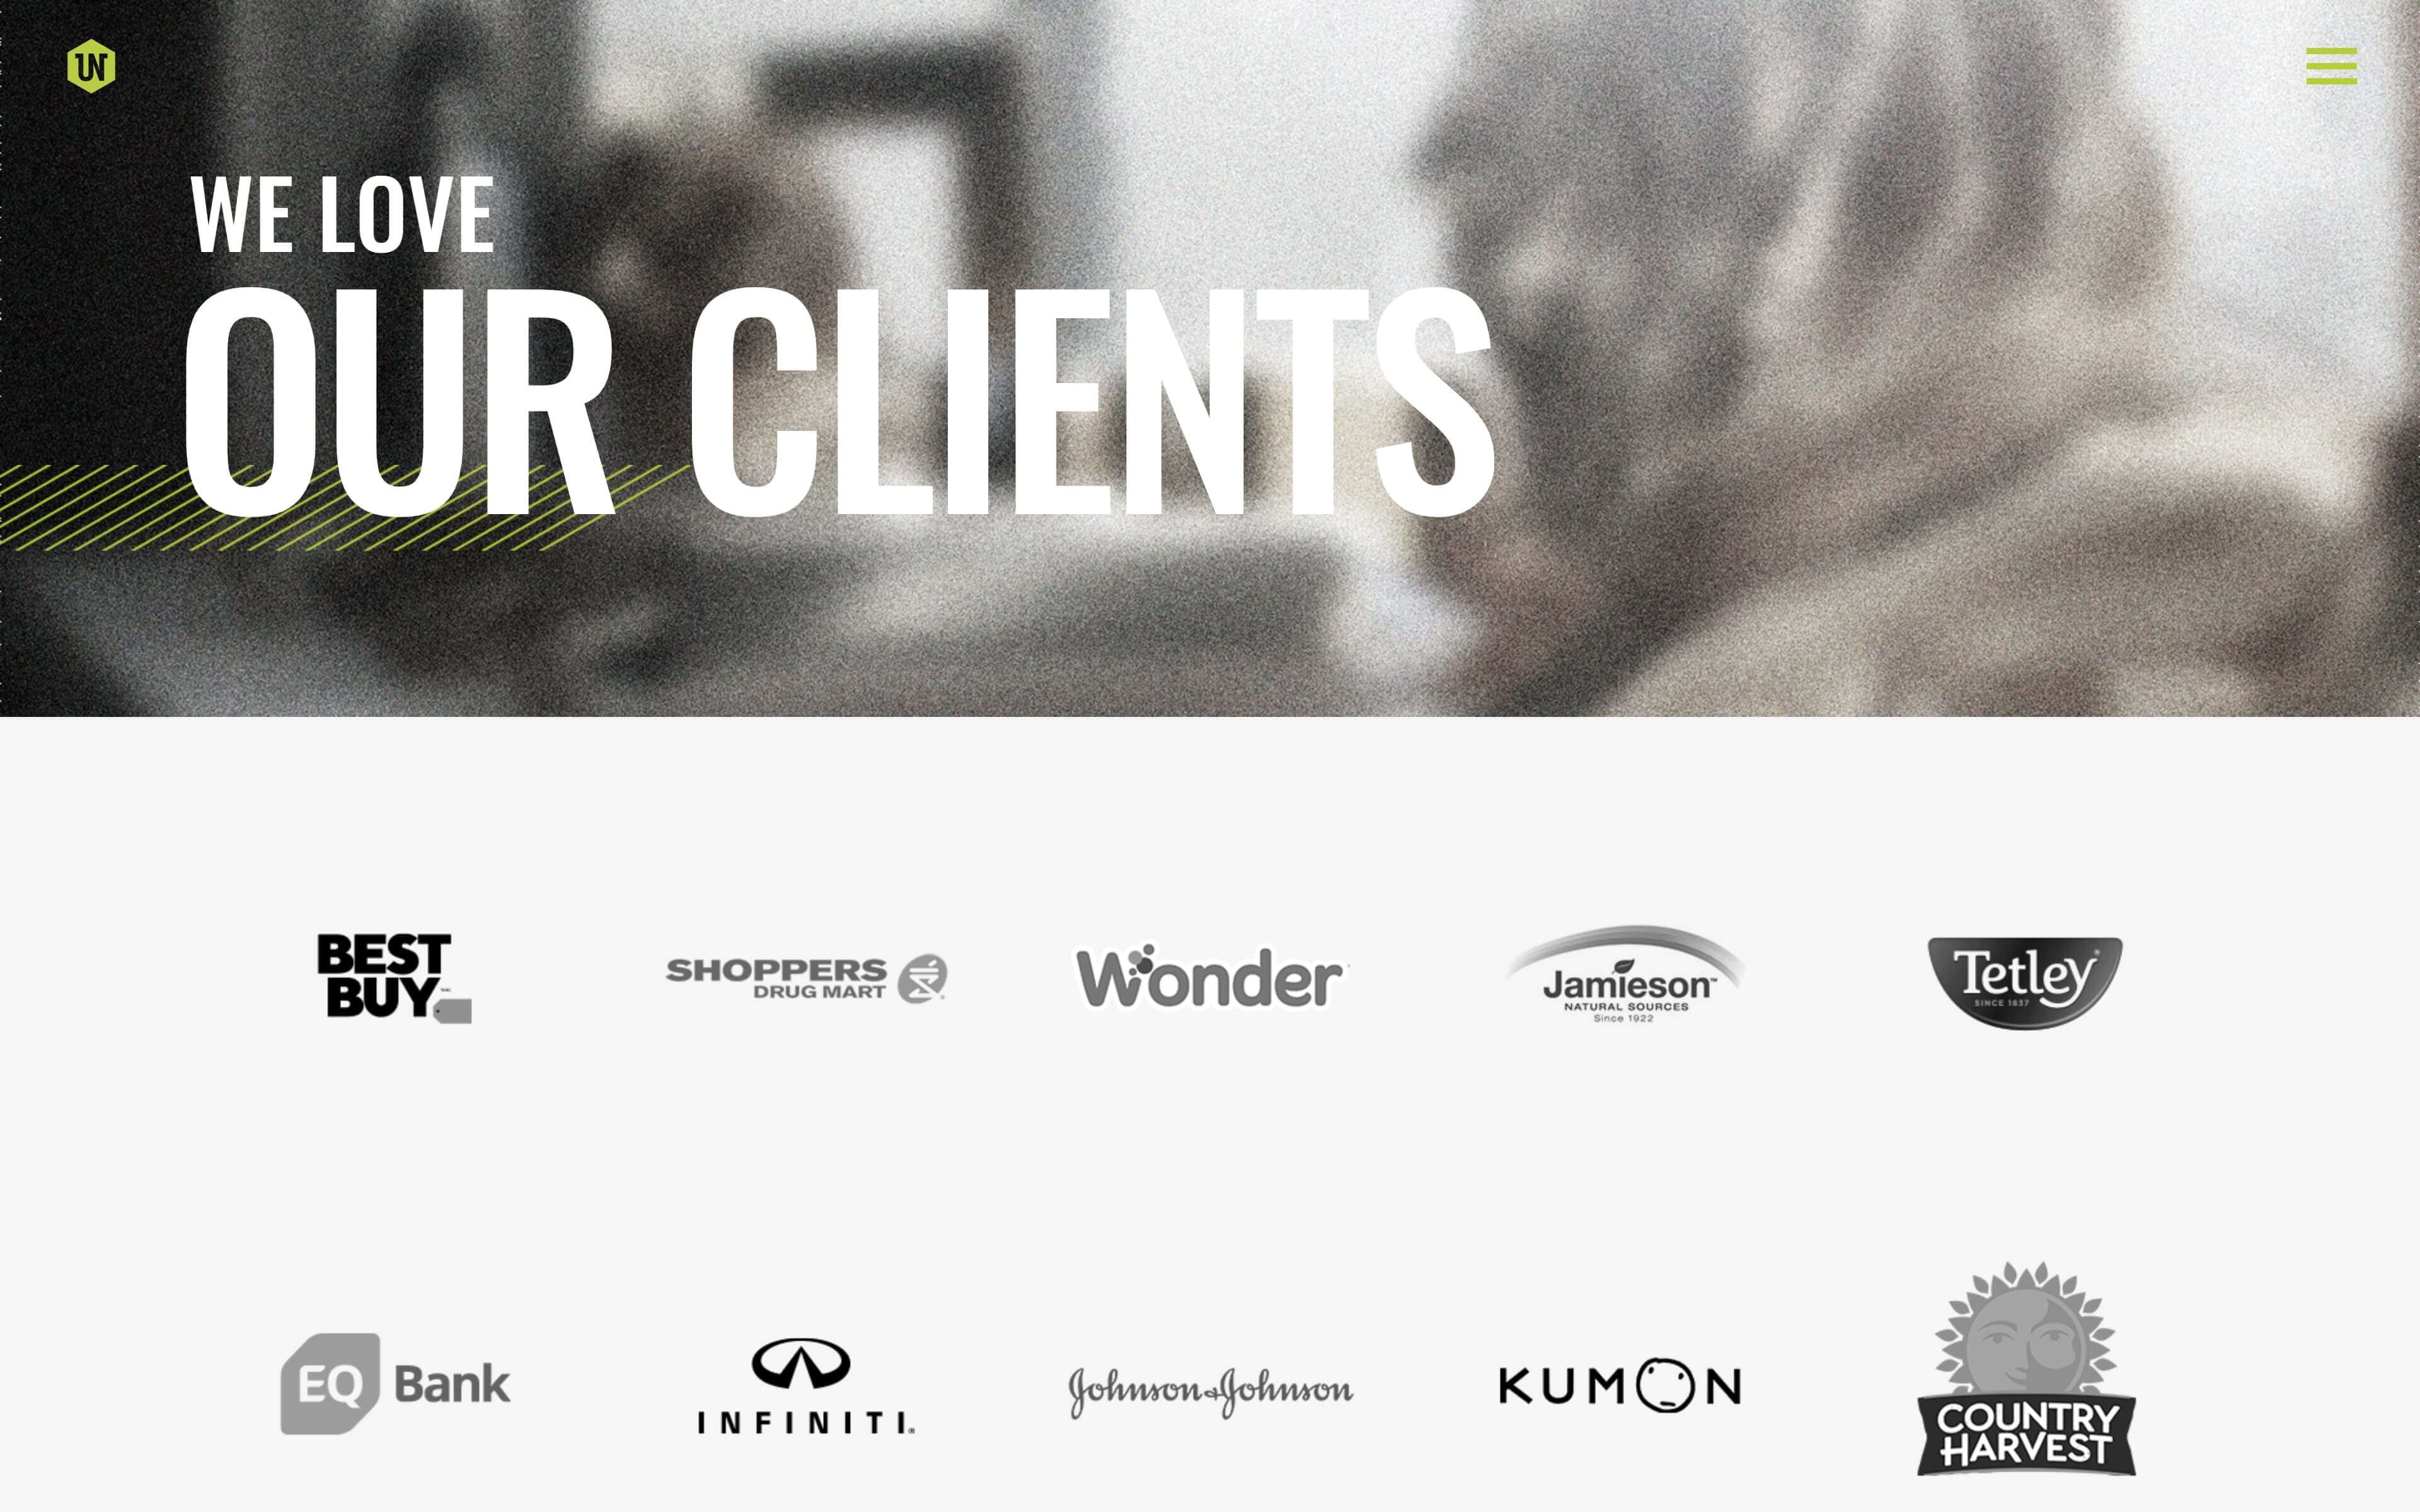 UN
WE LOVE
OUR CLIENTS
BEST
BUY
SHOPPERS
DRUG MART
Wonder
Jamieson™
NATURAL SOURCES
Since 1922
Tetley®
SINCE 1837
EQ Bank
INFINITI®
Johnson & Johnson
KUMON
COUNTRY
HARVEST